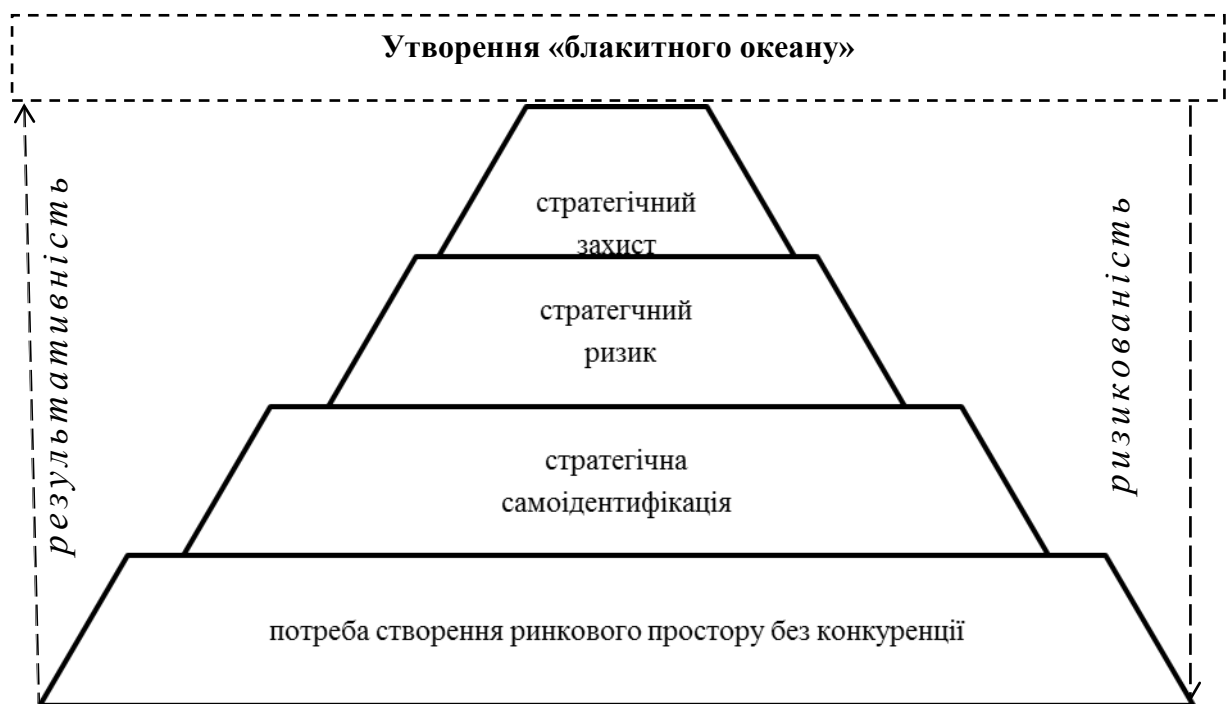 Утворення «блакитного океану»
результативність
стратегічний
захист
стратегчний
ризик
стратегічна
самоідентифікація
потреба створення ринкового простору без конкуренції
ризикованість